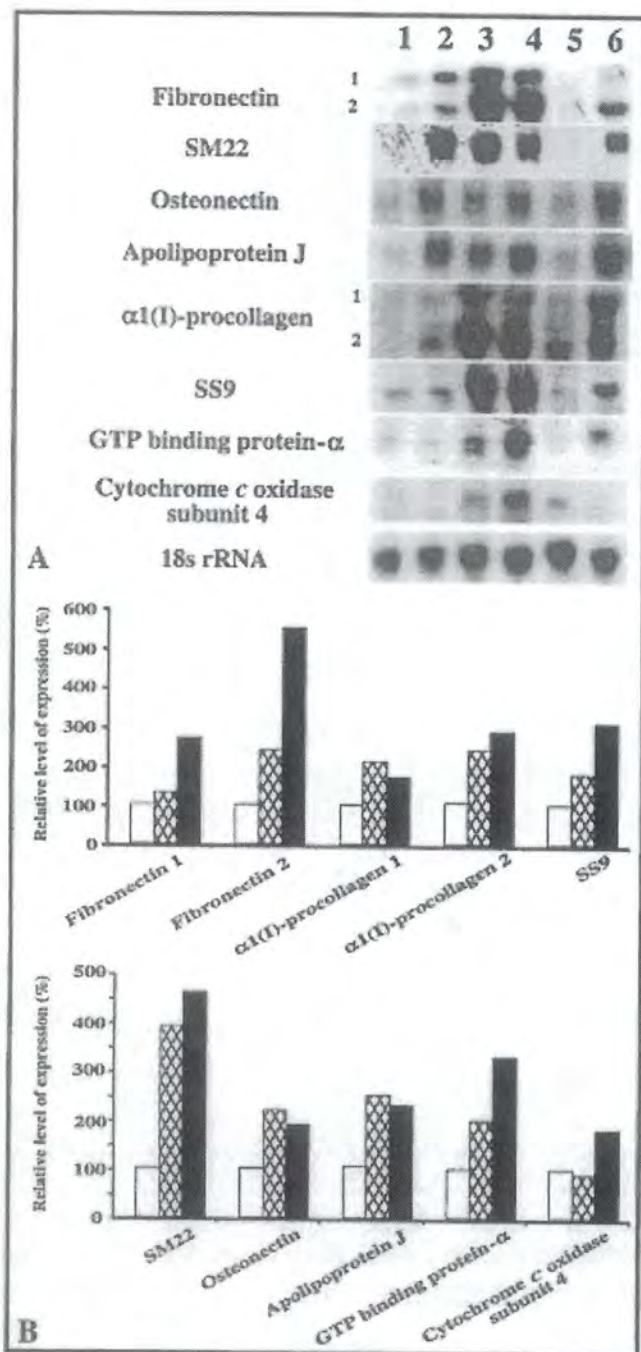 1 2 3 4 5 6
Fibronectin 1
2
SM22
Osteonectin
Apolipoprotein J
α1(I)-procollagen 1
2
SS9
GTP binding protein-α
Cytochrome c oxidase
subunit 4
A 18s rRNA
Relative level of expression (%)
600
500
400
300
200
100
0
Fibronectin 1
Fibronectin 2
α1(I)-procollagen 1
α1(I)-procollagen 2
SS9
Relative level of expression (%)
500
400
300
200
100
0
SM22
Osteonectin
Apolipoprotein J
GTP binding protein-α
Cytochrome c oxidase
subunit 4
B